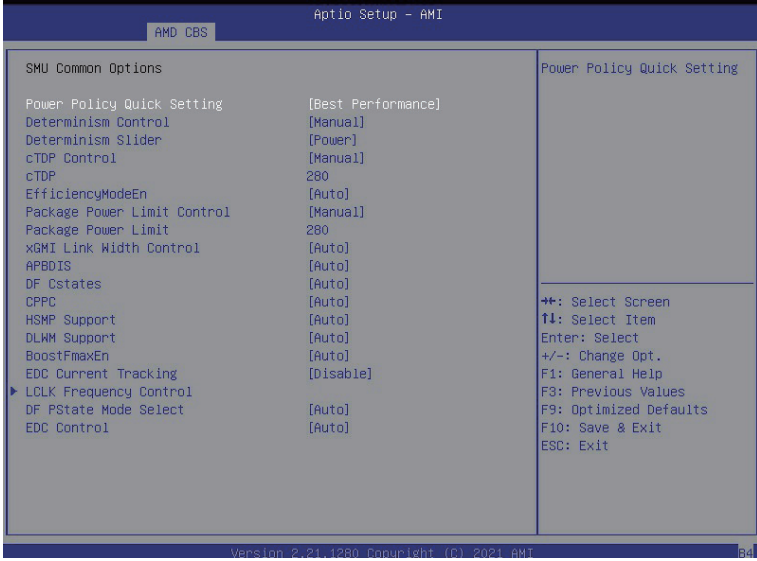 Aptio Setup – AMI
AMD CBS
SMU Common Options
Power Policy Quick Setting [Best Performance]
Determinism Control [Manual]
Determinism Slider [Power]
cTDP Control [Manual]
cTDP 280
EfficiencyModeEn [Auto]
Package Power Limit Control [Manual]
Package Power Limit 280
xGMI Link Width Control [Auto]
APBDIS [Auto]
DF Cstates [Auto]
CPPC [Auto]
HSMP Support [Auto]
DLWM Support [Auto]
BoostFmaxEn [Auto]
EDC Current Tracking [Disable]
LCLK Frequency Control
DF PState Mode Select [Auto]
EDC Control [Auto]
Power Policy Quick Setting
→←: Select Screen
↑↓: Select Item
Enter: Select
+/-: Change Opt.
F1: General Help
F3: Previous Values
F9: Optimized Defaults
F10: Save & Exit
ESC: Exit
Version 2.21.1280 Copyright (C) 2021 AMI
B4